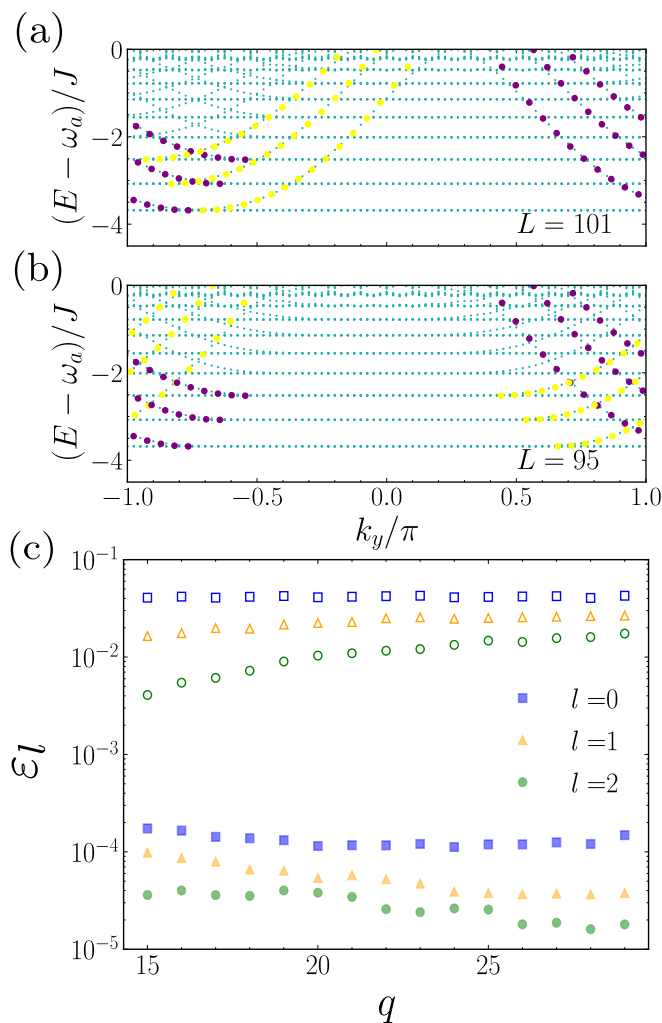 (a)
(E − ω_a)/J
0
−2
−4
L = 101
(b)
(E − ω_a)/J
0
−2
−4
L = 95
−1.0 −0.5 0.0 0.5 1.0
k_y/π
(c)
ε_l
10^{-1}
10^{-2}
10^{-3}
10^{-4}
10^{-5}
l =0
l =1
l =2
15 20 25
q